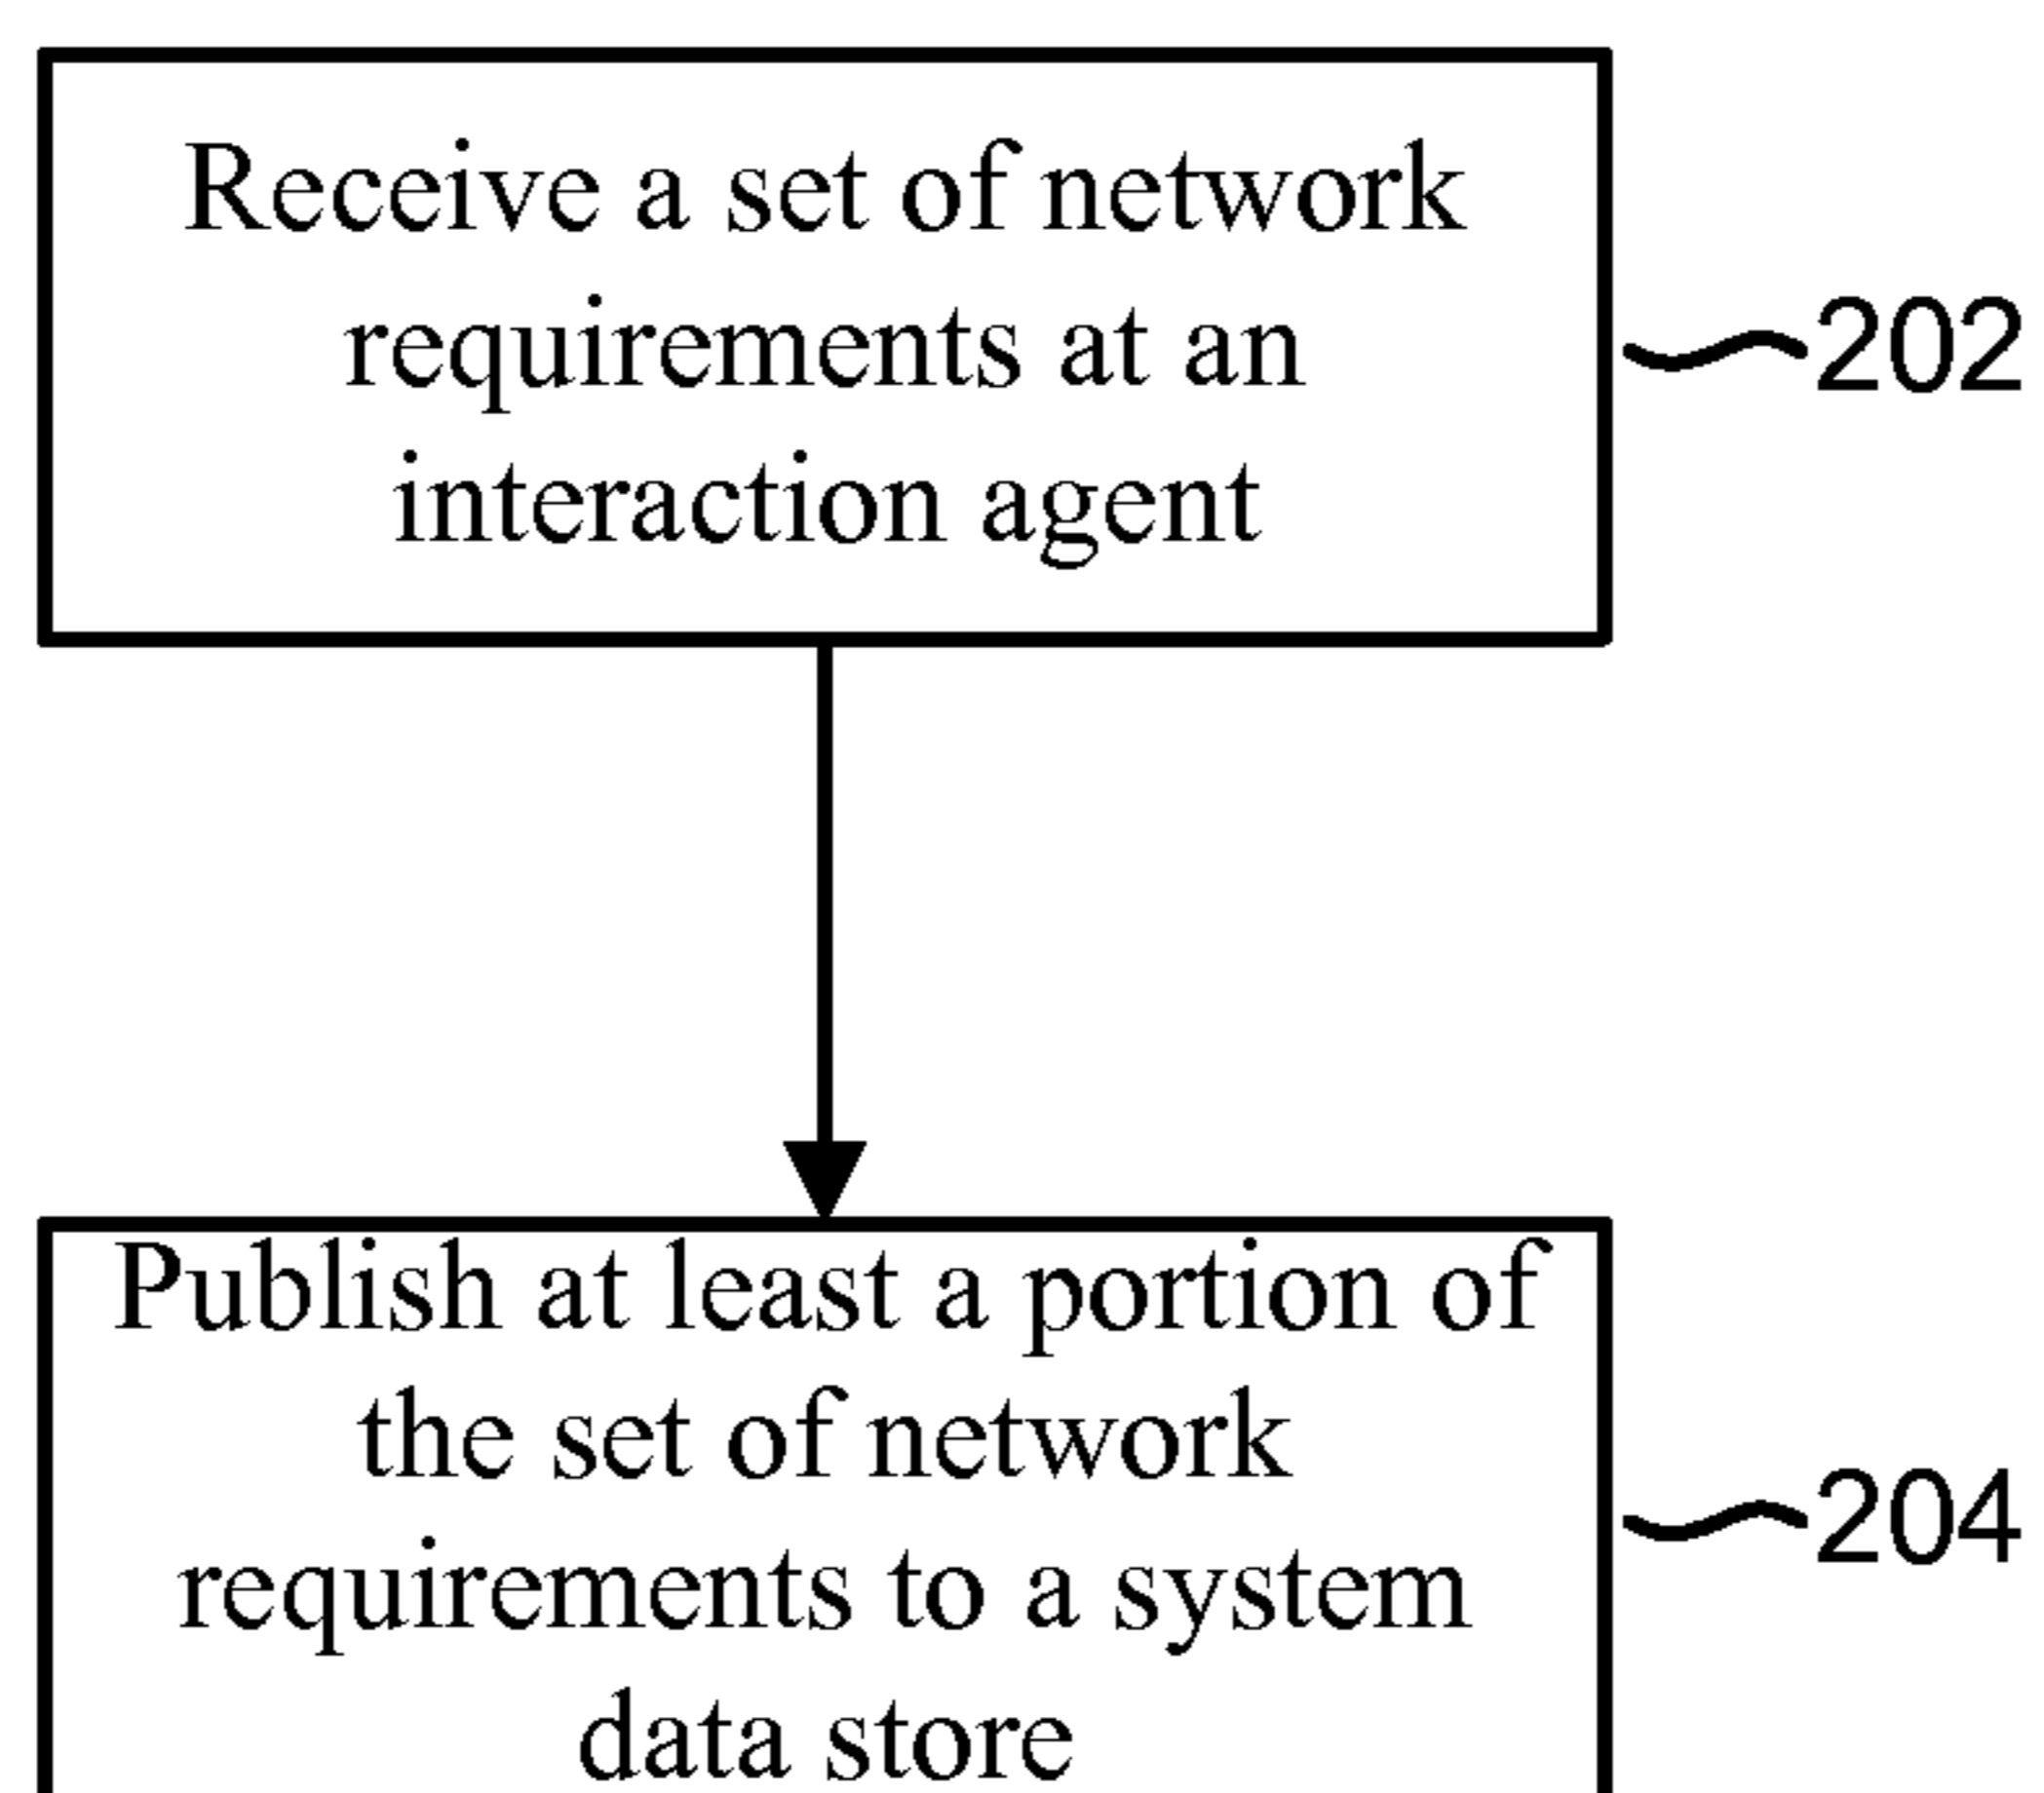 Receive a set of network
requirements at an
interaction agent
202
Publish at least a portion of
the set of network
requirements to a system
data store
204